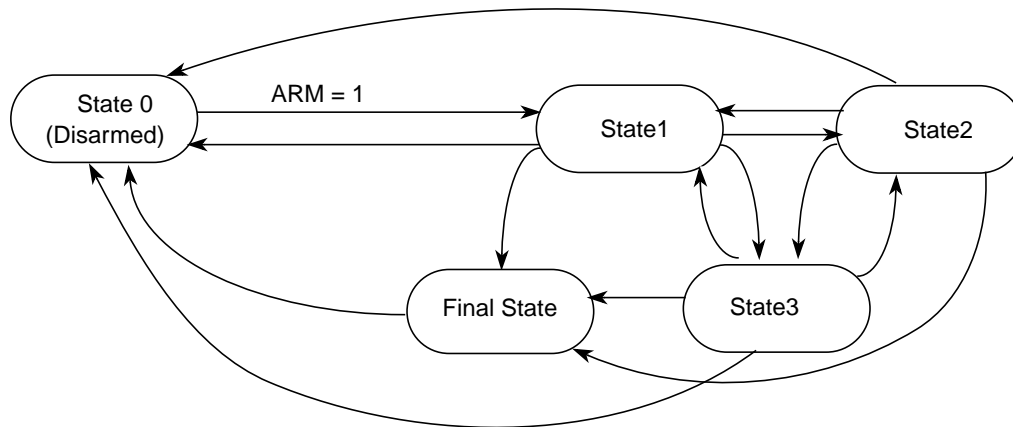 State 0
(Disarmed)
ARM = 1
State1
State2
Final State
State3